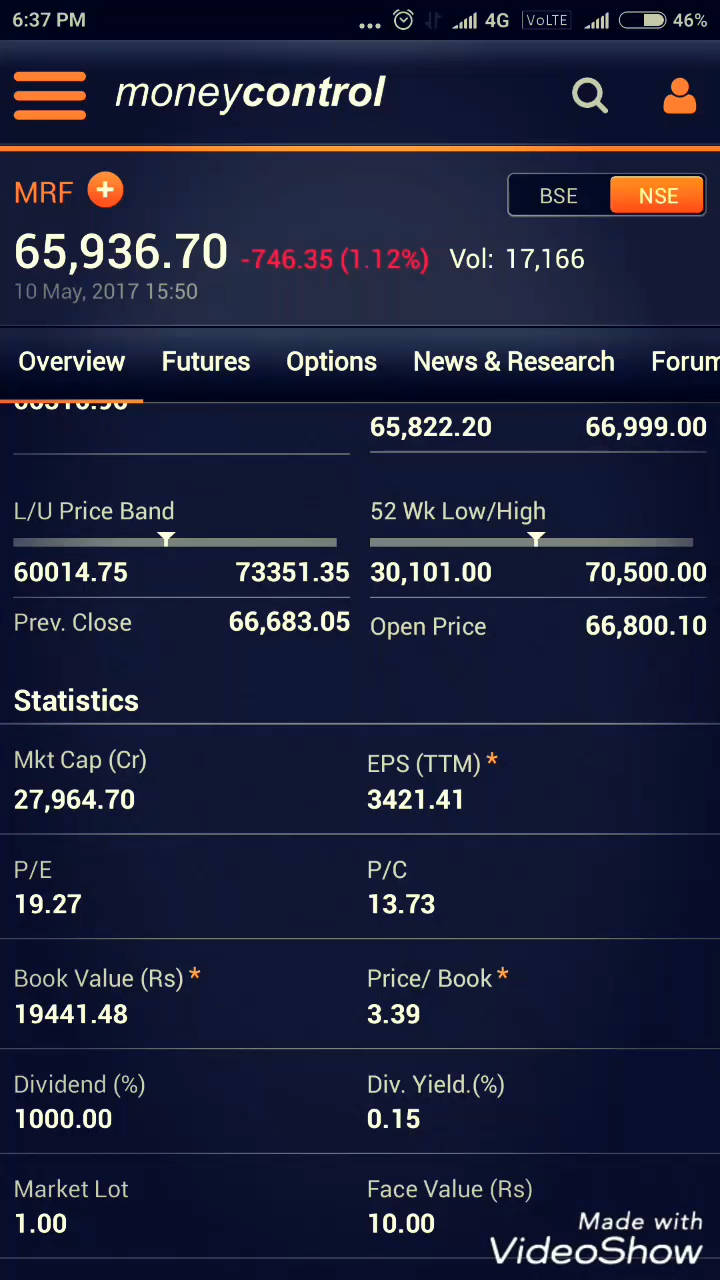 6:37 PM ... 4G VoLTE 46%
moneycontrol
MRF BSE NSE
65,936.70 -746.35 (1.12%) Vol: 17,166
10 May, 2017 15:50
Overview Futures Options News & Research Forum
65,822.20 66,999.00
L/U Price Band 52 Wk Low/High
60014.75 73351.35 30,101.00 70,500.00
Prev. Close 66,683.05 Open Price 66,800.10
Statistics
Mkt Cap (Cr) EPS (TTM) *
27,964.70 3421.41
P/E P/C
19.27 13.73
Book Value (Rs) * Price/ Book *
19441.48 3.39
Dividend (%) Div. Yield.(%)
1000.00 0.15
Market Lot Face Value (Rs)
1.00 10.00
Made with
VideoShow